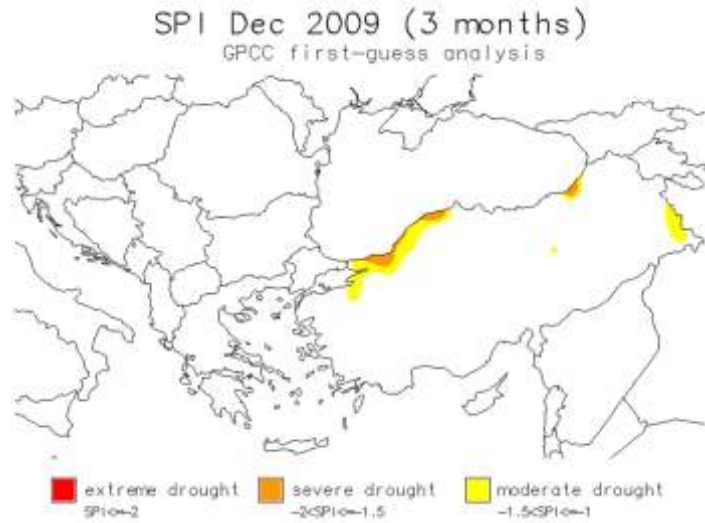 SPI Dec 2009 (3 months)
GPCC first-guess analysis
extreme drought severe drought moderate drought
SPI<=-2 -2<SPI<=-1.5 -1.5<SPI<=-1